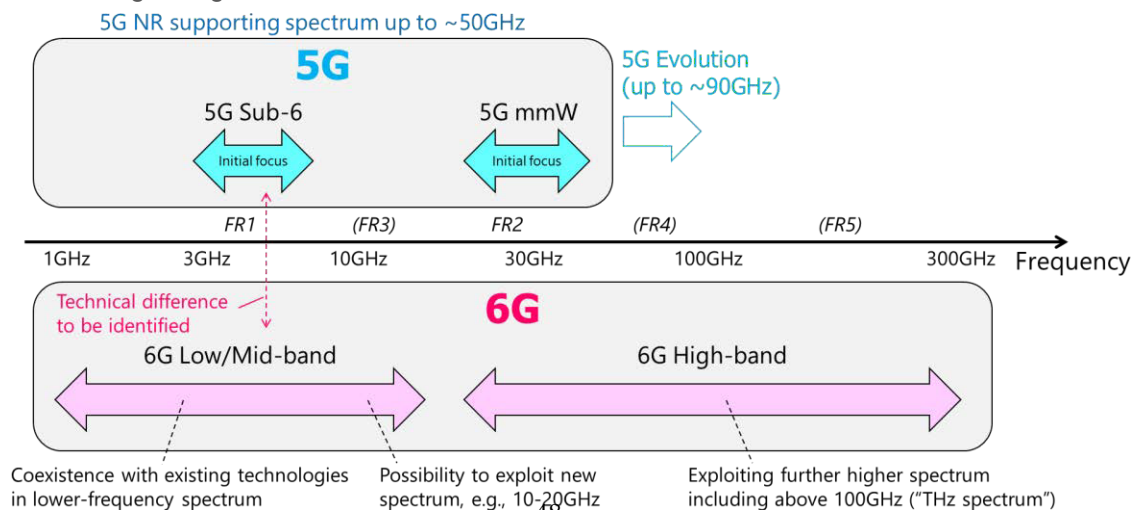 5G NR supporting spectrum up to ~50GHz
5G
5G Evolution
(up to ~90GHz)
5G Sub-6
5G mmW
Initial focus
Initial focus
FR1
(FR3)
FR2
(FR4)
(FR5)
1GHz
3GHz
10GHz
30GHz
100GHz
300GHz
Frequency
Technical difference
to be identified
6G
6G Low/Mid-band
6G High-band
Coexistence with existing technologies
in lower-frequency spectrum
Possibility to exploit new
spectrum, e.g., 10-20GHz
Exploiting further higher spectrum
including above 100GHz ("THz spectrum")